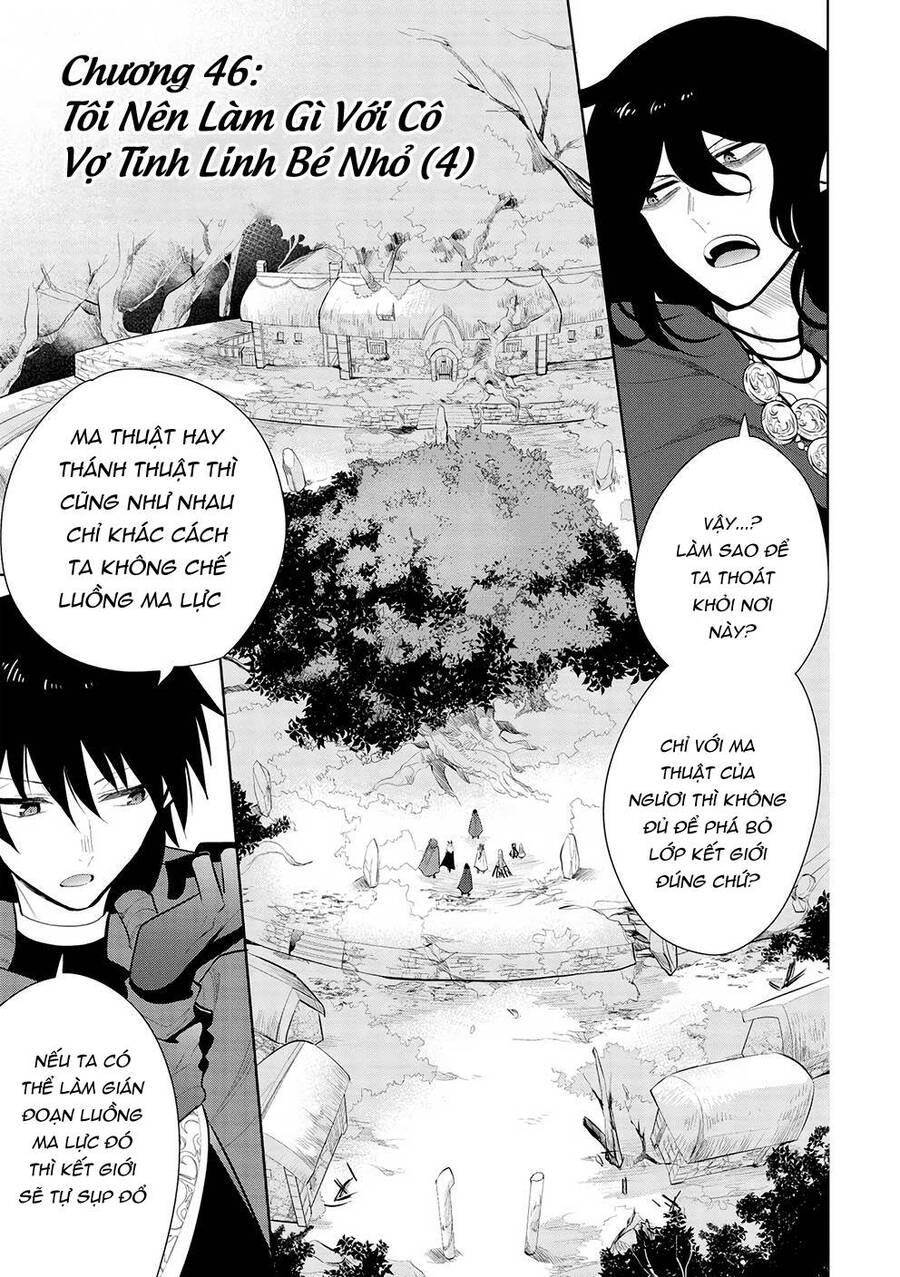 Chương 46:
Tôi Nên Làm Gì Với Cô
Vợ Tinh Linh Bé Nhỏ (4)
VẬY...?
LÀM SAO ĐỂ
TA THOÁT
KHỎI NƠI
NÀY?
CHỈ VỚI MA
THUẬT CỦA
NGƯƠI THÌ KHÔNG
ĐỦ ĐỂ PHÁ BỎ
LỚP KẾT GIỚI
ĐÚNG CHỨ?
MA THUẬT HAY
THÁNH THUẬT THÌ
CŨNG NHƯ NHAU
CHỈ KHÁC CÁCH
TA KHÔNG CHẾ
LUỒNG MA LỰC
NẾU TA CÓ
THỂ LÀM GIÁN
ĐOẠN LUỒNG
MA LỰC ĐÓ
THÌ KẾT GIỚI
SẼ TỰ SỤP ĐỔ